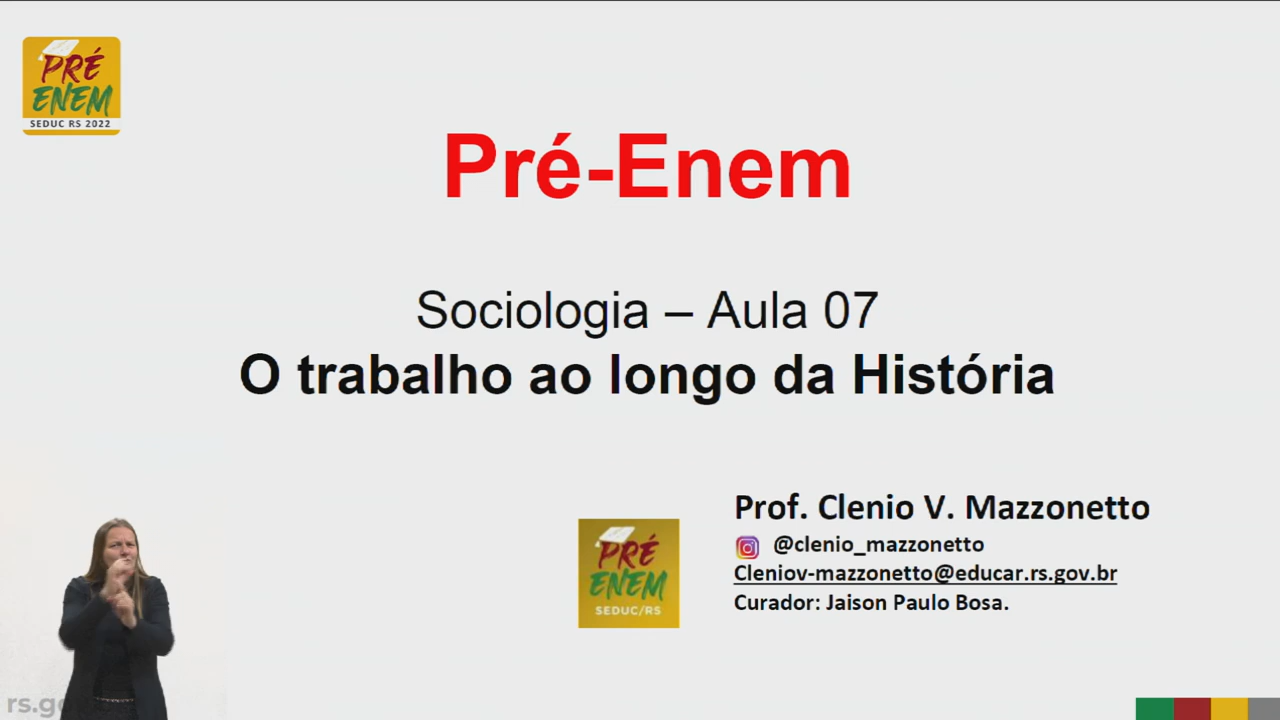 PRÉ
ENEM
SEDUC RS 2022
Pré-Enem
Sociologia – Aula 07
O trabalho ao longo da História
PRÉ
ENEM
SEDUC/RS
Prof. Clenio V. Mazzonetto
@clenio_mazzonetto
Cleniov-mazzonetto@educar.rs.gov.br
Curador: Jaison Paulo Bosa.